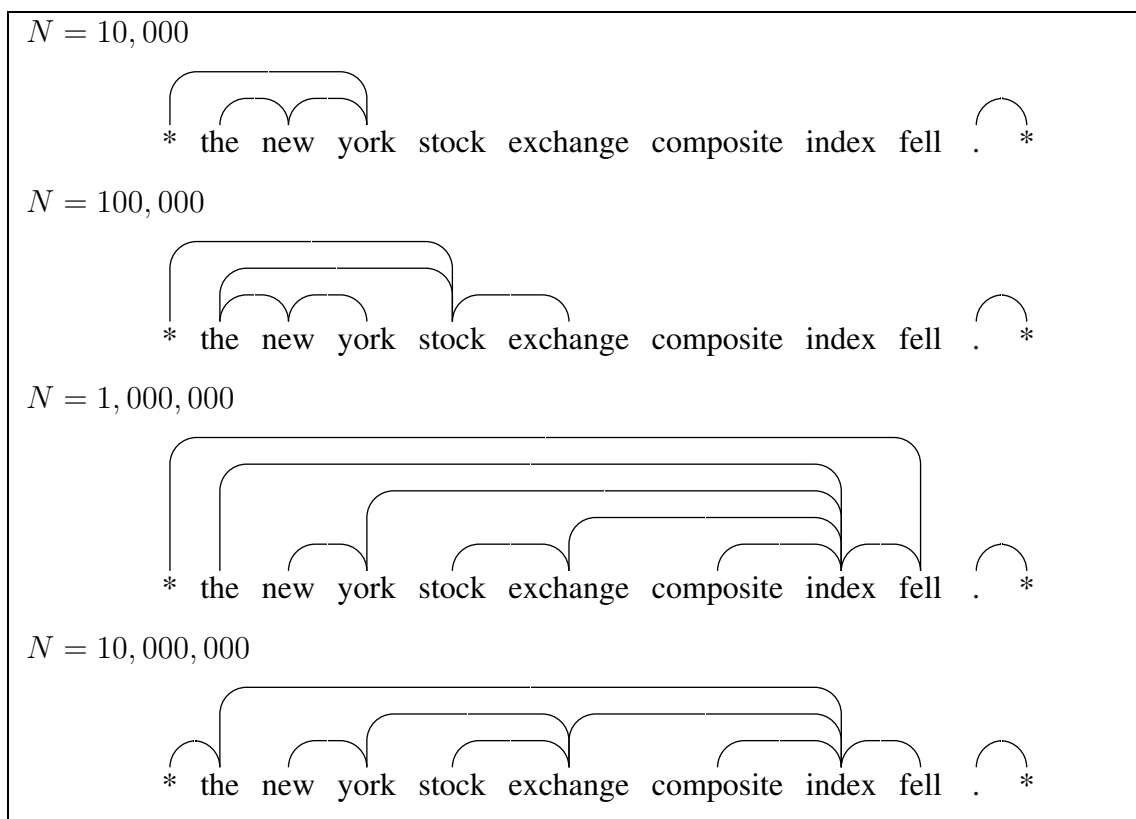 N = 10,000
* the new york stock exchange composite index fell . *
N = 100,000
* the new york stock exchange composite index fell . *
N = 1,000,000
* the new york stock exchange composite index fell . *
N = 10,000,000
* the new york stock exchange composite index fell . *